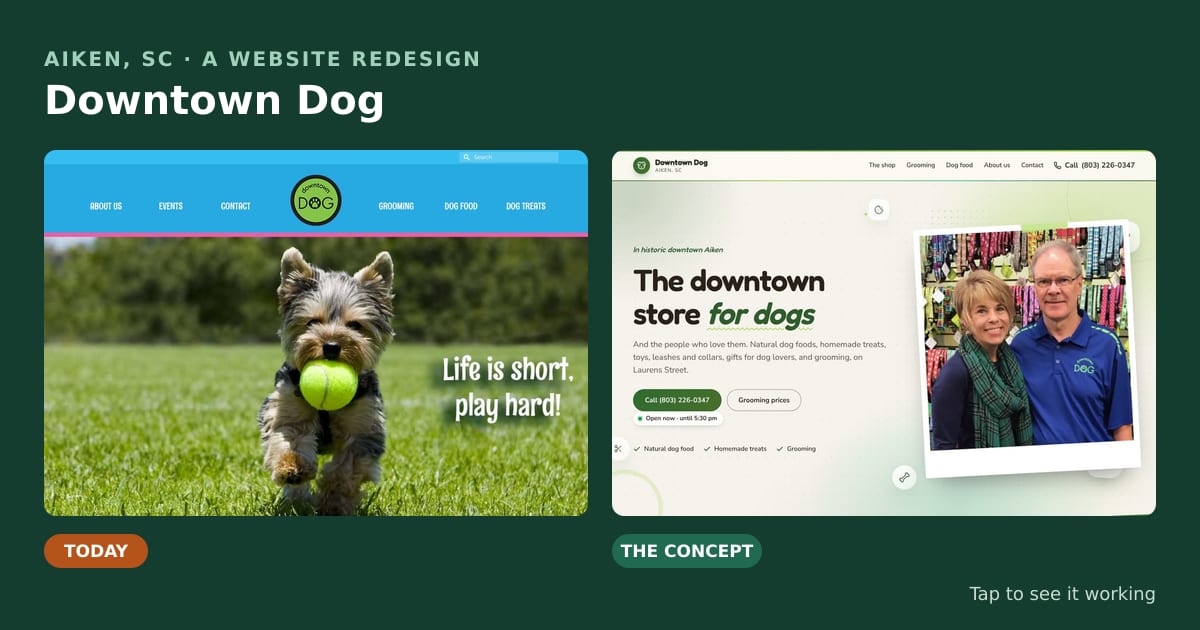 AIKEN, SC · A WEBSITE REDESIGN
Downtown Dog
Search
ABOUT US
EVENTS
CONTACT
downtown
DOG
GROOMING
DOG FOOD
DOG TREATS
Life is short,
play hard!
TODAY
Downtown Dog
AIKEN, SC
The shop
Grooming
Dog food
About us
Contact
Call (803) 226-0347
In historic downtown Aiken
The downtown
store for dogs
And the people who love them. Natural dog foods, homemade treats,
toys, leashes and collars, gifts for dog lovers, and grooming, on
Laurens Street.
Call (803) 226-0347
Grooming prices
Open now · until 5:30 pm
Natural dog food
Homemade treats
Grooming
DOG
THE CONCEPT
Tap to see it working